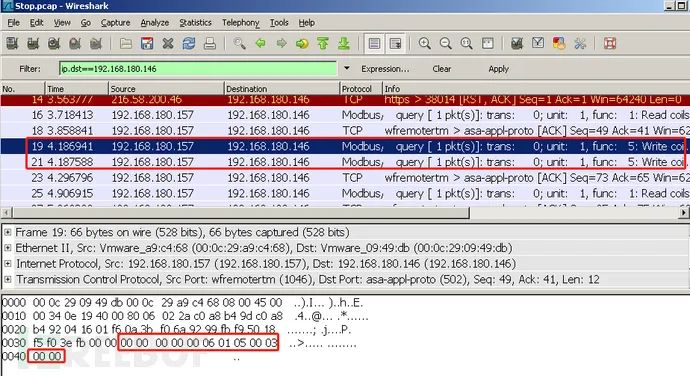 Stop.pcap - Wireshark
File Edit View Go Capture Analyze Statistics Telephony Tools Help
Filter: ip.dst==192.168.180.146 Expression... Clear Apply
No. Time Source Destination Protocol Info
14 3.563777 216.58.200.46 192.168.180.146 TCP https > 38014 [RST, ACK] Seq=1 Ack=1 Win=64240 Len=0
16 3.718413 192.168.180.157 192.168.180.146 Modbus, query [ 1 pkt(s)]: trans: 0; unit: 1, func: 1: Read coils
18 3.858841 192.168.180.157 192.168.180.146 TCP wfremotertm > asa-appl-proto [ACK] Seq=49 Ack=41 Win=62
19 4.186941 192.168.180.157 192.168.180.146 Modbus, query [ 1 pkt(s)]: trans: 0; unit: 1, func: 5: Write coi
21 4.187588 192.168.180.157 192.168.180.146 Modbus, query [ 1 pkt(s)]: trans: 0; unit: 1, func: 5: Write coi
23 4.296796 192.168.180.157 192.168.180.146 TCP wfremotertm > asa-appl-proto [ACK] Seq=73 Ack=65 Win=62
25 4.906915 192.168.180.157 192.168.180.146 Modbus, query [ 1 pkt(s)]: trans: 0; unit: 1, func: 1: Read coils
Frame 19: 66 bytes on wire (528 bits), 66 bytes captured (528 bits)
Ethernet II, Src: Vmware_a9:c4:68 (00:0c:29:a9:c4:68), Dst: Vmware_09:49:db (00:0c:29:09:49:db)
Internet Protocol, Src: 192.168.180.157 (192.168.180.157), Dst: 192.168.180.146 (192.168.180.146)
Transmission Control Protocol, Src Port: wfremotertm (1046), Dst Port: asa-appl-proto (502), Seq: 49, Ack: 41, Len: 12
0000 00 0c 29 09 49 db 00 0c 29 a9 c4 68 08 00 45 00 ..).I... )..h..E.
0010 00 34 0e 19 40 00 80 06 02 2a c0 a8 b4 9d c0 a8 .4..@... .*......
0020 b4 92 04 16 01 f6 0a 3b f0 6a 92 99 fb f9 50 18 .......; .j....P.
0030 f5 f0 3e fb 00 00 00 00 00 00 00 06 01 05 00 03 ..>..... ........
0040 00 00 ..